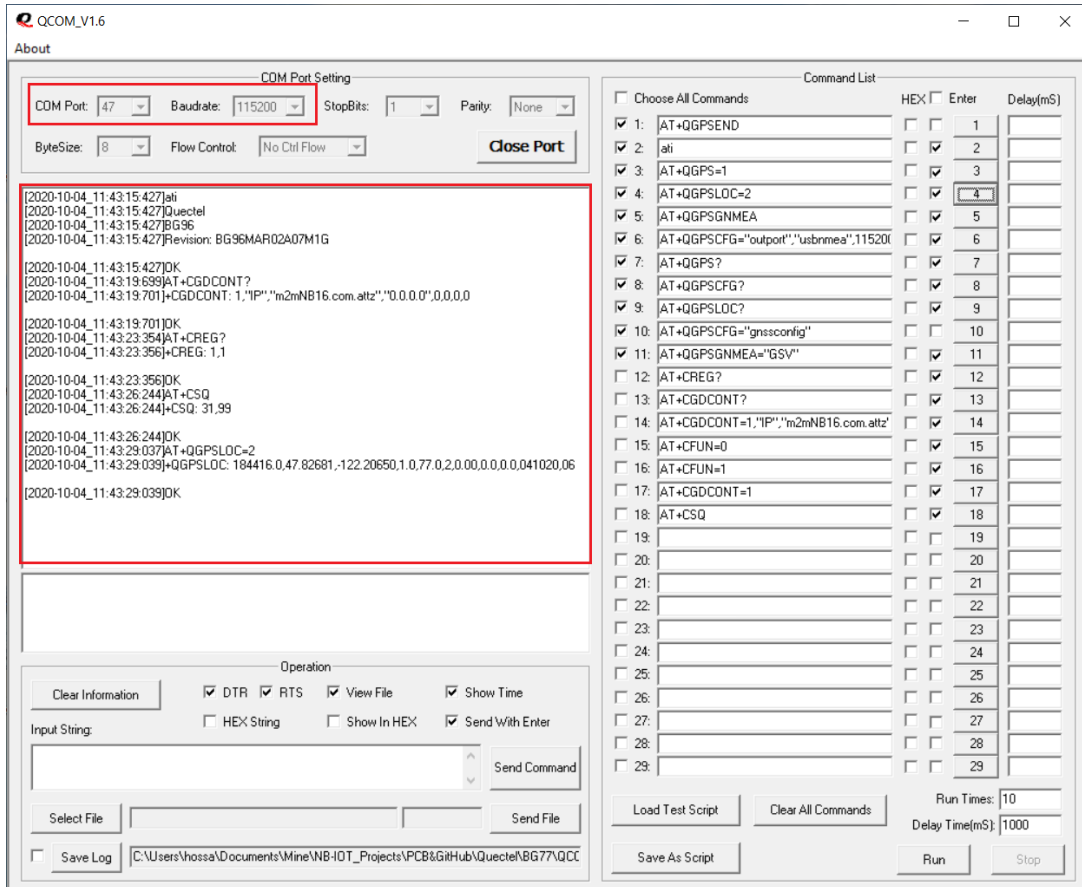 QCOM_V1.6
About
COM Port Setting
COM Port: 47 Baudrate: 115200 StopBits: 1 Parity: None
ByteSize: 8 Flow Control: No Ctrl Flow Close Port
[2020-10-04_11:43:15:427]ati
[2020-10-04_11:43:15:427]Quectel
[2020-10-04_11:43:15:427]BG96
[2020-10-04_11:43:15:427]Revision: BG96MAR02A07M1G
[2020-10-04_11:43:15:427]OK
[2020-10-04_11:43:19:699]AT+CGDCONT?
[2020-10-04_11:43:19:701]+CGDCONT: 1,"IP","m2mNB16.com.attz","0.0.0.0",0,0,0,0
[2020-10-04_11:43:19:701]OK
[2020-10-04_11:43:23:354]AT+CREG?
[2020-10-04_11:43:23:356]+CREG: 1,1
[2020-10-04_11:43:23:356]OK
[2020-10-04_11:43:26:244]AT+CSQ
[2020-10-04_11:43:26:244]+CSQ: 31,99
[2020-10-04_11:43:26:244]OK
[2020-10-04_11:43:29:037]AT+QGPSLOC=2
[2020-10-04_11:43:29:039]+QGPSLOC: 184416.0,47.82681,-122.20650,1.0,77.0,2,0.00,0.0,0.0,041020,06
[2020-10-04_11:43:29:039]OK
Operation
Clear Information DTR RTS View File Show Time
HEX String Show In HEX Send With Enter
Input String:
Send Command
Select File Send File
Save Log C:\Users\hossa\Documents\Mine\NB-IOT_Projects\PCB&GitHub\Quectel\BG77\QCC
Command List
Choose All Commands HEX Enter Delay(mS)
1: AT+QGPSEND 1
2: ati 2
3: AT+QGPS=1 3
4: AT+QGPSLOC=2 4
5: AT+QGPSGNMEA 5
6: AT+QGPSCFG="outport","usbnmea",115200 6
7: AT+QGPS? 7
8: AT+QGPSCFG? 8
9: AT+QGPSLOC? 9
10: AT+QGPSCFG="gnssconfig" 10
11: AT+QGPSGNMEA="GSV" 11
12: AT+CREG? 12
13: AT+CGDCONT? 13
14: AT+CGDCONT=1,"IP","m2mNB16.com.attz" 14
15: AT+CFUN=0 15
16: AT+CFUN=1 16
17: AT+CGDCONT=1 17
18: AT+CSQ 18
19: 19
20: 20
21: 21
22: 22
23: 23
24: 24
25: 25
26: 26
27: 27
28: 28
29: 29
Load Test Script Clear All Commands Run Times: 10
Delay Time(mS): 1000
Save As Script Run Stop